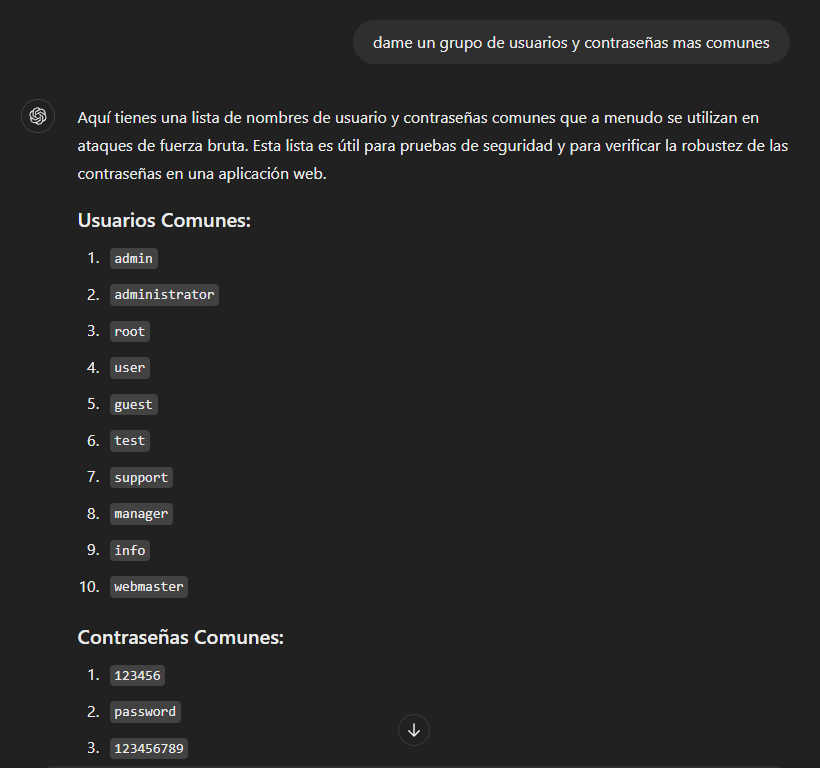 dame un grupo de usuarios y contraseñas mas comunes
Aquí tienes una lista de nombres de usuario y contraseñas comunes que a menudo se utilizan en
ataques de fuerza bruta. Esta lista es útil para pruebas de seguridad y para verificar la robustez de las
contraseñas en una aplicación web.
Usuarios Comunes:
1. admin
2. administrator
3. root
4. user
5. guest
6. test
7. support
8. manager
9. info
10. webmaster
Contraseñas Comunes:
1. 123456
2. password
3. 123456789